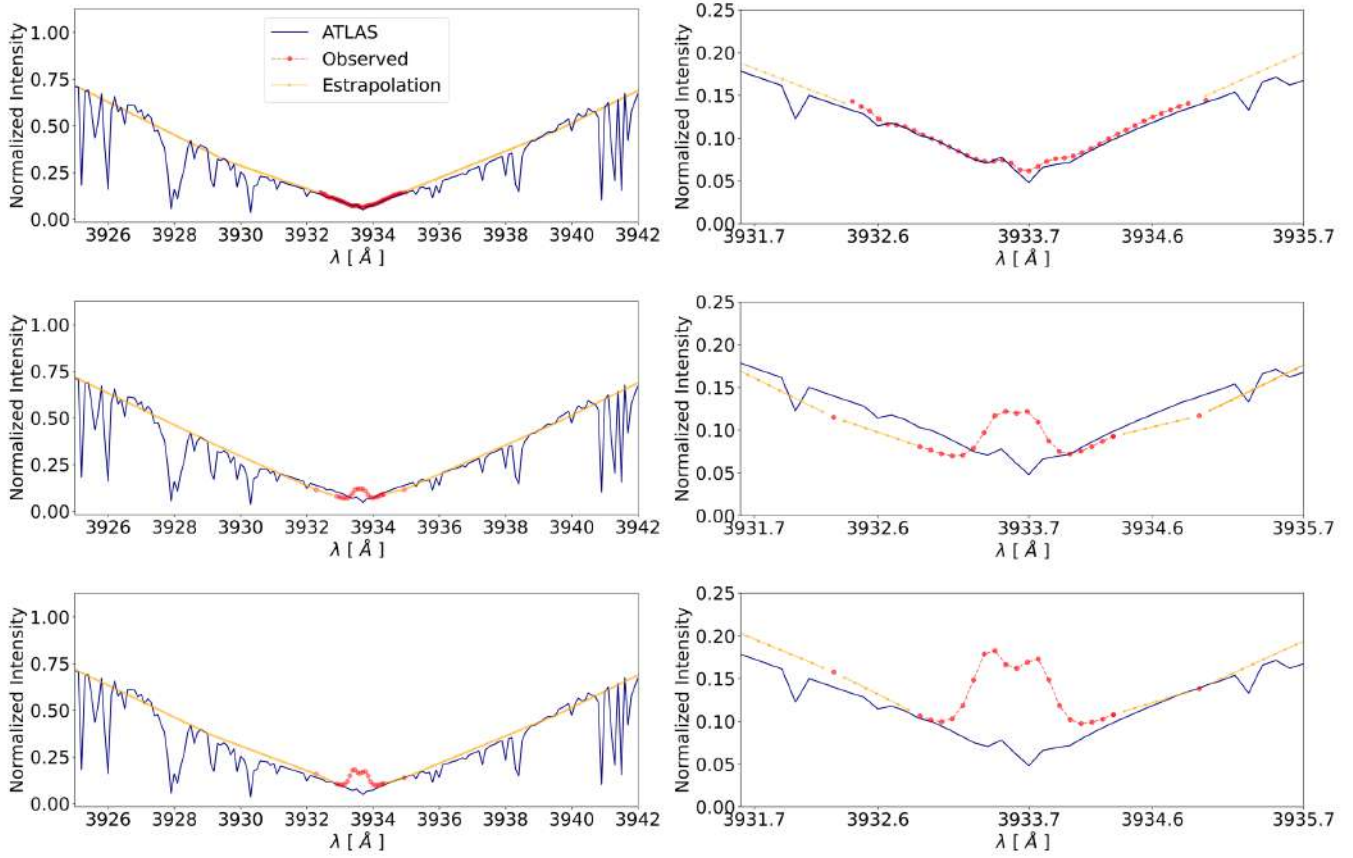 1.00
0.75
0.50
0.25
0.00
Normalized Intensity
ATLAS
Observed
Estrapolation
3926 3928 3930 3932 3934 3936 3938 3940 3942
λ [ Å ]
0.25
0.20
0.15
0.10
0.05
0.00
Normalized Intensity
3931.7 3932.6 3933.7 3934.6 3935.7
λ [ Å ]
1.00
0.75
0.50
0.25
0.00
Normalized Intensity
3926 3928 3930 3932 3934 3936 3938 3940 3942
λ [ Å ]
0.25
0.20
0.15
0.10
0.05
0.00
Normalized Intensity
3931.7 3932.6 3933.7 3934.6 3935.7
λ [ Å ]
1.00
0.75
0.50
0.25
0.00
Normalized Intensity
3926 3928 3930 3932 3934 3936 3938 3940 3942
λ [ Å ]
0.25
0.20
0.15
0.10
0.05
0.00
Normalized Intensity
3931.7 3932.6 3933.7 3934.6 3935.7
λ [ Å ]